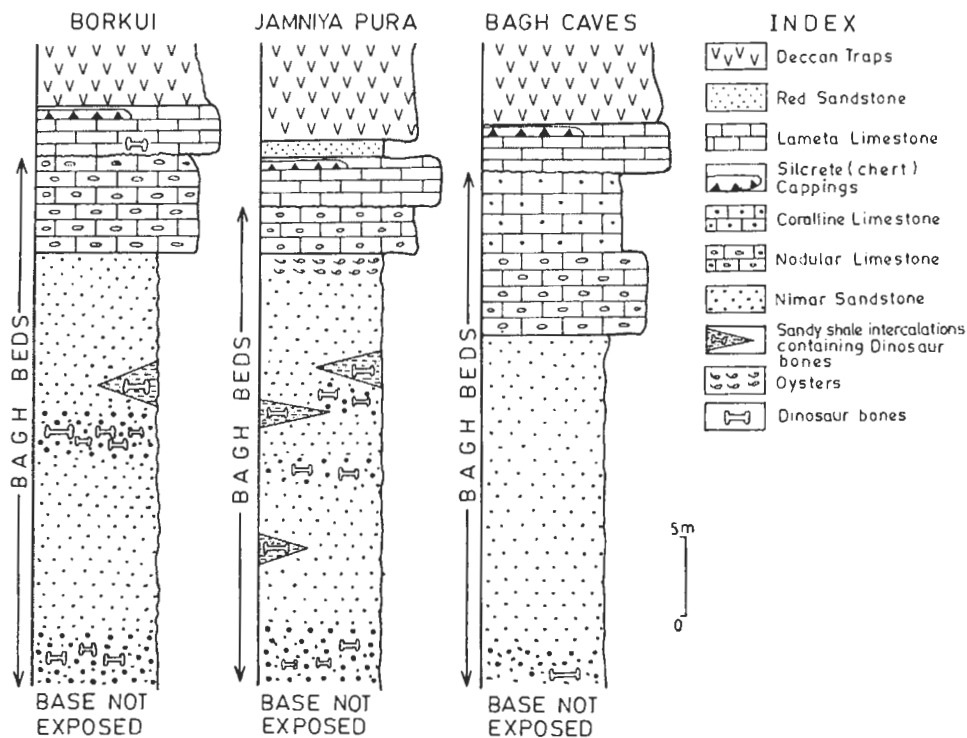 BORKUI
JAMNIYA PURA
BAGH CAVES
INDEX
Deccan Traps
Red Sandstone
Lameta Limestone
Silcrete (chert)
Cappings
Coralline Limestone
Nodular Limestone
Nimar Sandstone
Sandy shale intercalations
containing Dinosaur
bones
Oysters
Dinosaur bones
BAGH BEDS
BAGH BEDS
BAGH BEDS
5m
0
BASE NOT
EXPOSED
BASE NOT
EXPOSED
BASE NOT
EXPOSED